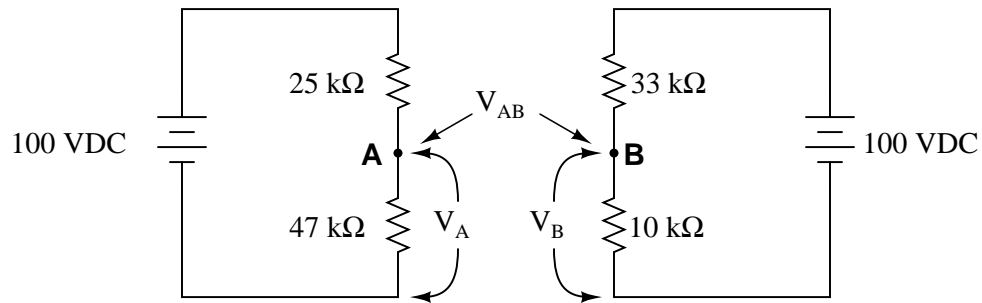 25 kΩ
33 kΩ
V_AB
100 VDC
A
B
100 VDC
47 kΩ
V_A
V_B
10 kΩ